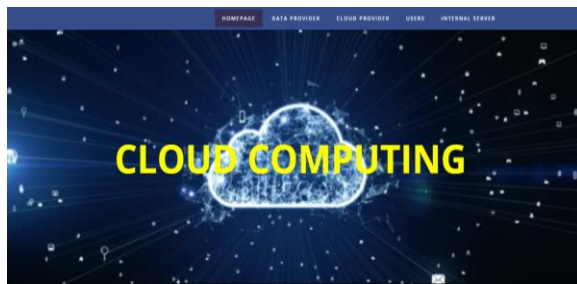 HOMEPAGE DATA PROVIDER CLOUD PROVIDER USERS INTERNAL SERVER
CLOUD COMPUTING